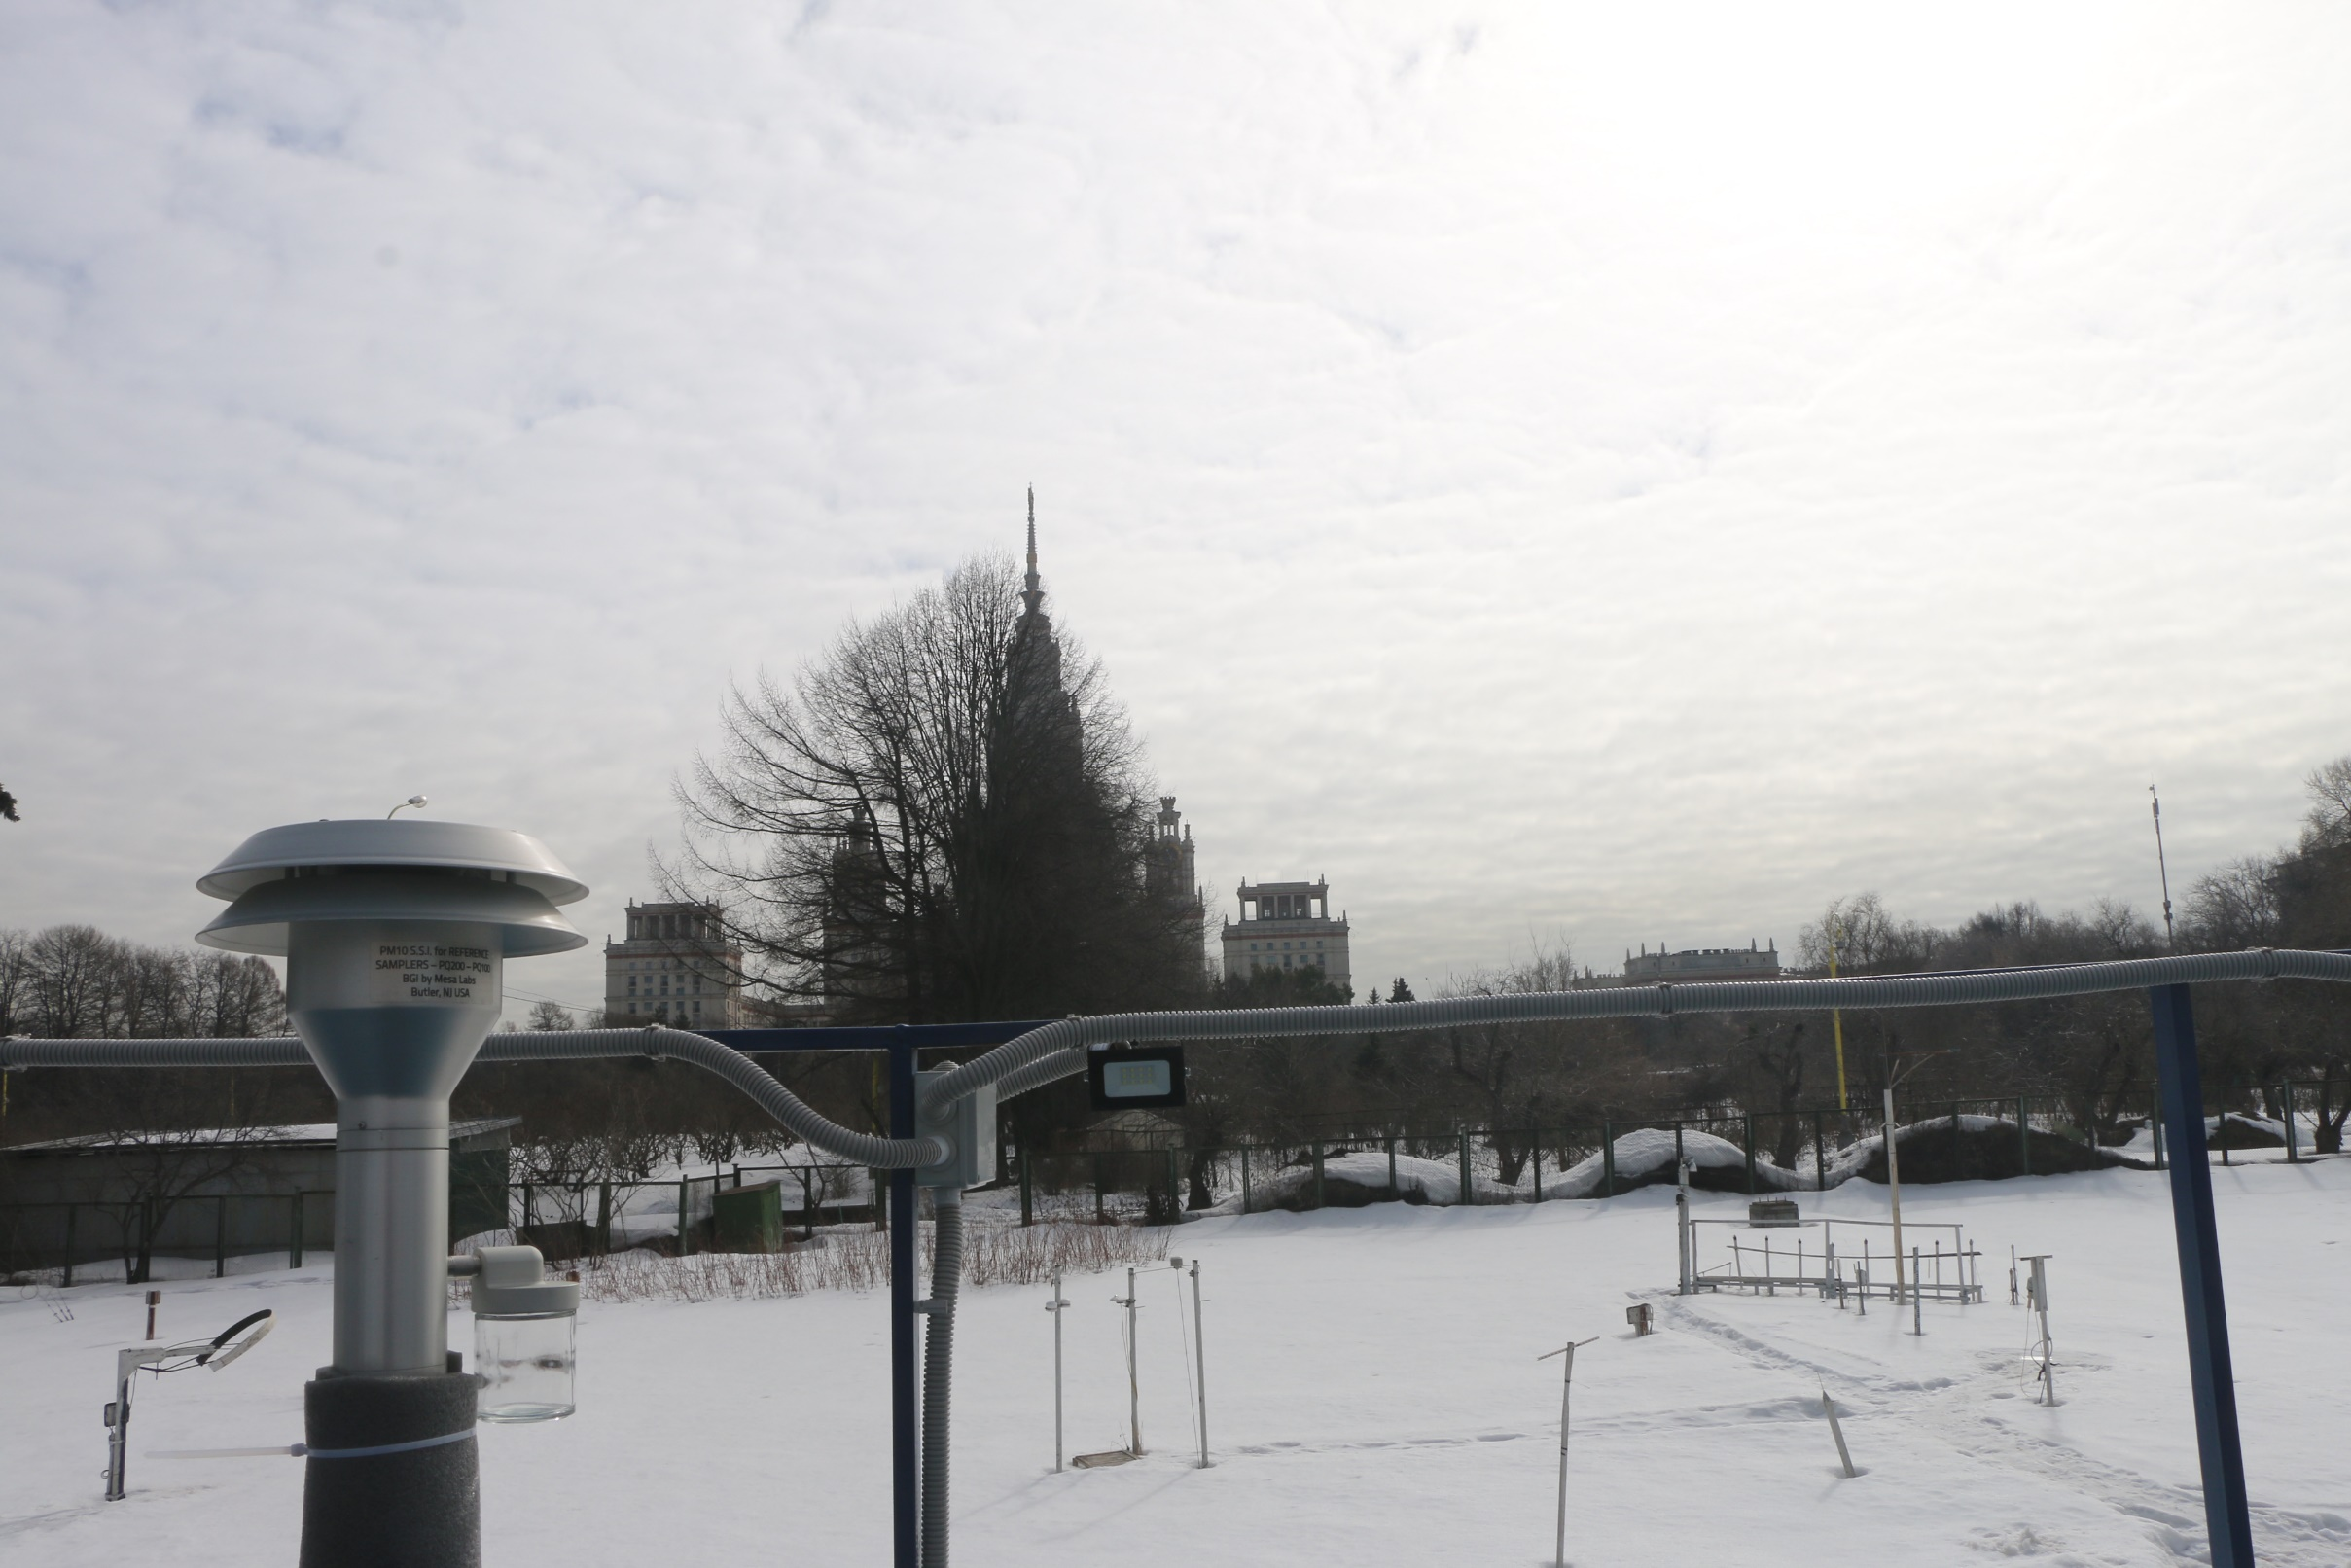 PM10 S.S.I. for REFERENCE
SAMPLERS – PQ200 – PQ100
BGI by Mesa Labs
Butler, NJ USA